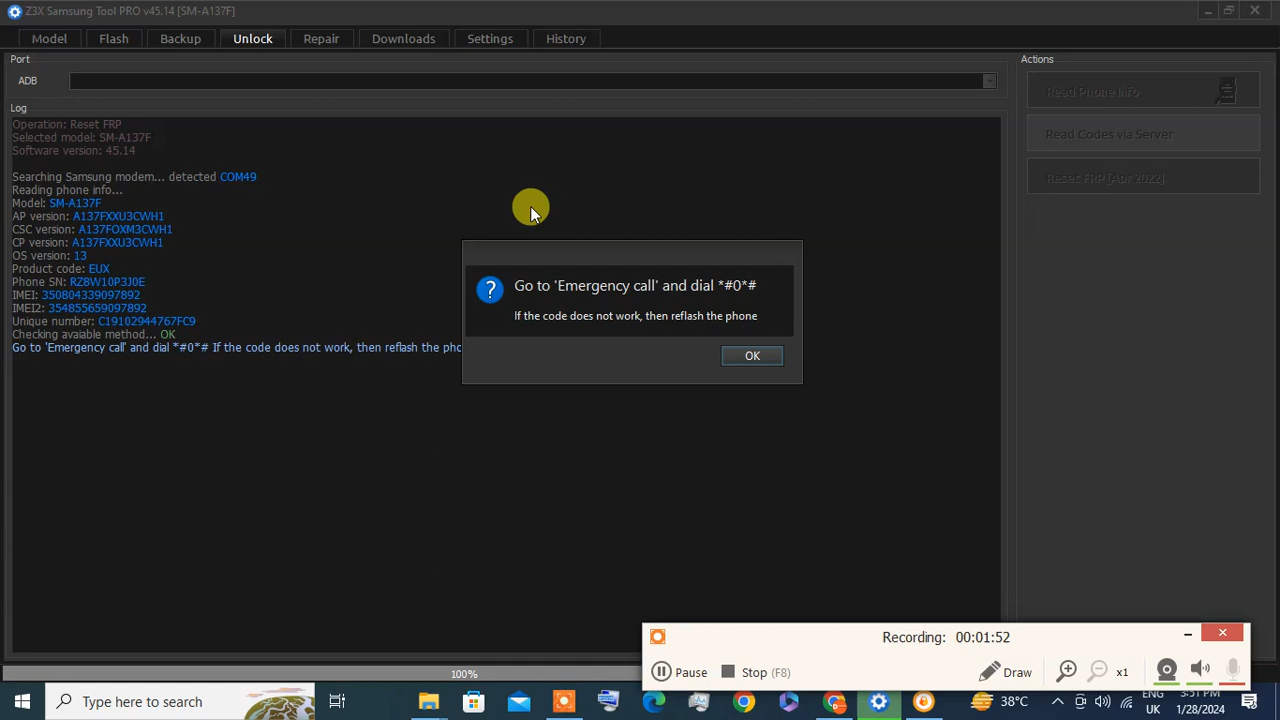 Z3X Samsung Tool PRO v45.14 [SM-A137F]
Model Flash Backup Unlock Repair Downloads Settings History
Port
ADB
Log
Operation: Reset FRP
Selected model: SM-A137F
Software version: 45.14
Searching Samsung modem... detected COM49
Reading phone info...
Model: SM-A137F
AP version: A137FXXU3CWH1
CSC version: A137FOXM3CWH1
CP version: A137FXXU3CWH1
OS version: 13
Product code: EUX
Phone SN: RZ8W10P3J0E
IMEI: 350804339097892
IMEI2: 354855659097892
Unique number: C19102944767FC9
Checking avaiable method... OK
Go to 'Emergency call' and dial *#0*# If the code does not work, then reflash the pho
Go to 'Emergency call' and dial *#0*#
If the code does not work, then reflash the phone
OK
Actions
Read Phone Info
Read Codes via Server
Reset FRP [Apr 2022]
100%
Recording: 00:01:52
Pause Stop (F8) Draw x1
Type here to search
38°C
ENG
UK
3:51 PM
1/28/2024